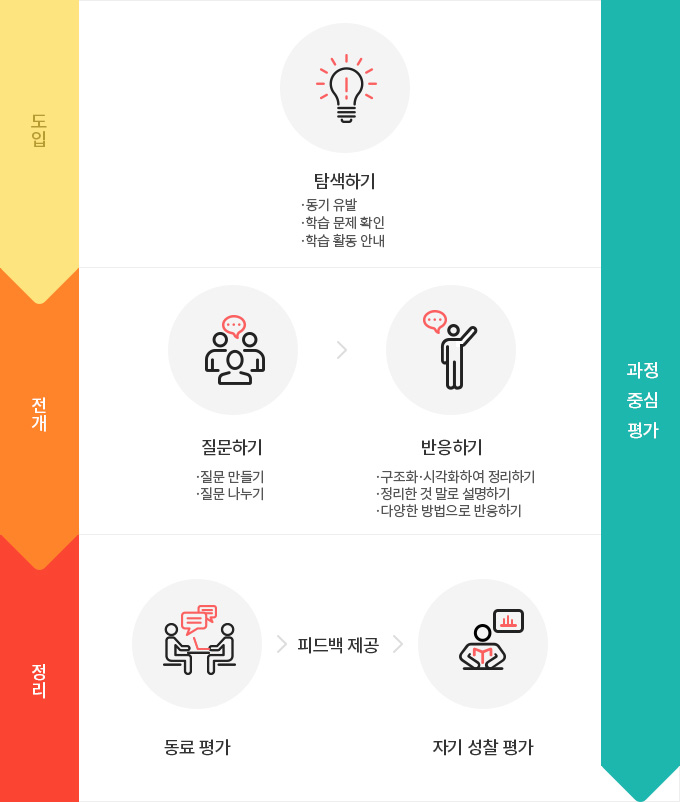 도입
탐색하기
·동기 유발
·학습 문제 확인
·학습 활동 안내
전개
질문하기
·질문 만들기
·질문 나누기
반응하기
·구조화·시각화하여 정리하기
·정리한 것 말로 설명하기
·다양한 방법으로 반응하기
과정
중심
평가
정리
피드백 제공
동료 평가
자기 성찰 평가